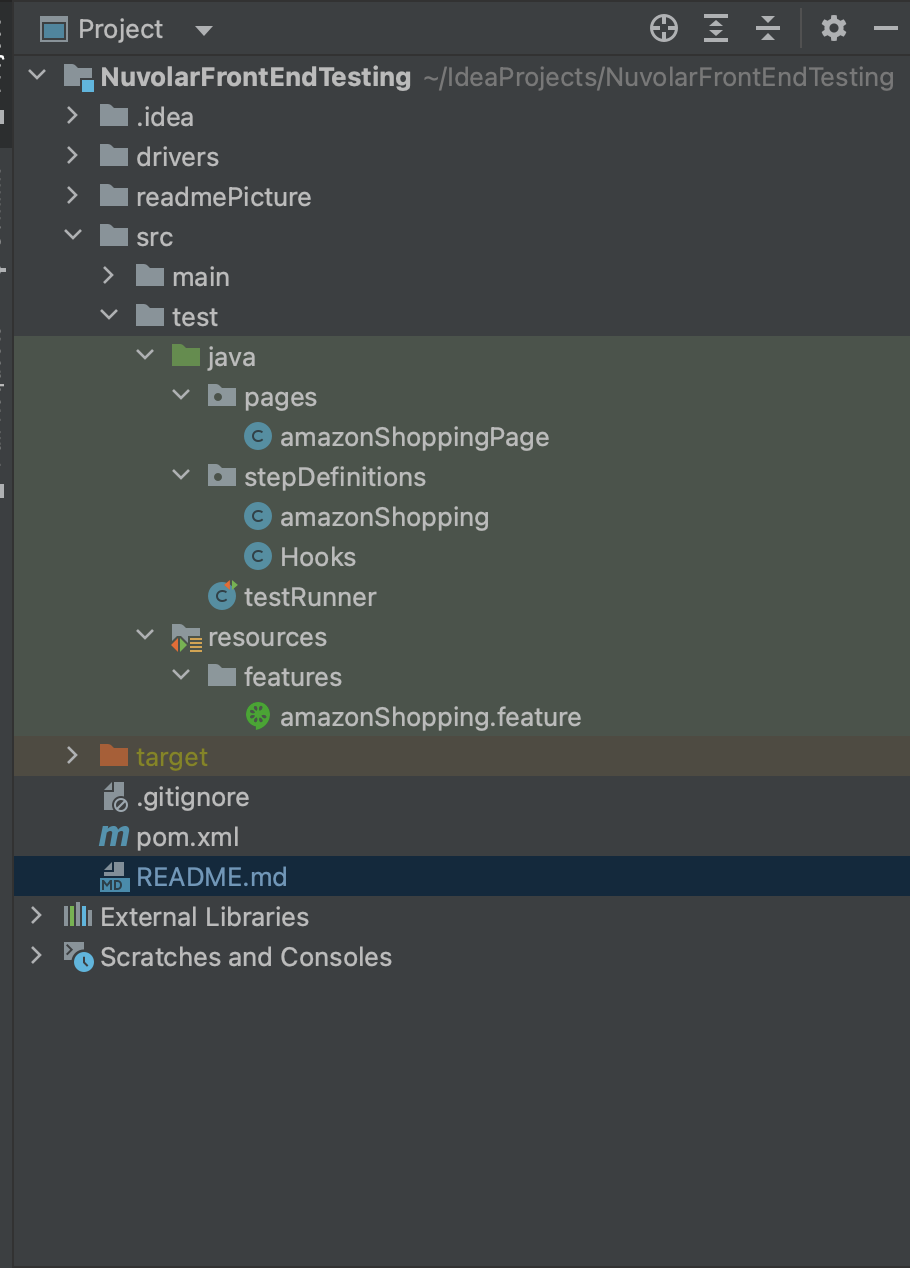 Project
NuvolarFrontEndTesting ~/IdeaProjects/NuvolarFrontEndTesting
.idea
drivers
readmePicture
src
main
test
java
pages
C amazonShoppingPage
stepDefinitions
C amazonShopping
C Hooks
C testRunner
resources
features
amazonShopping.feature
target
.gitignore
m pom.xml
MD README.md
External Libraries
Scratches and Consoles